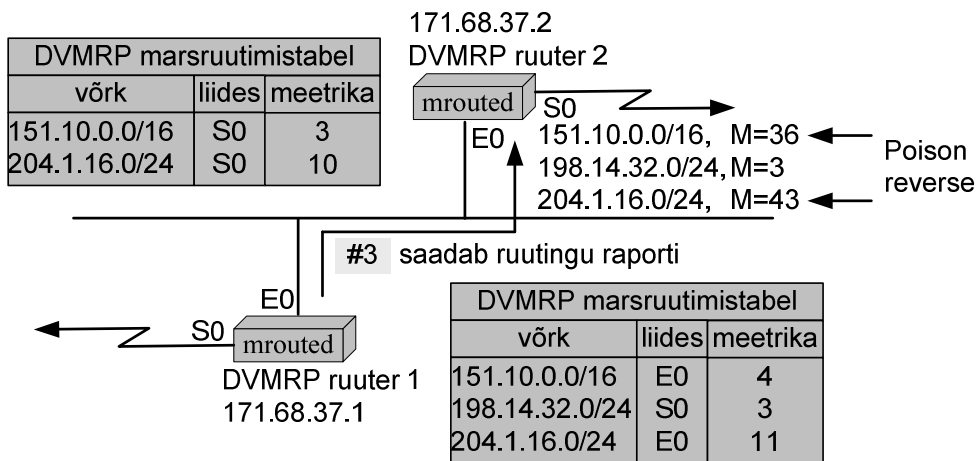 171.68.37.2
DVMRP ruuter 2
DVMRP marsruutimistabel
võrk liides meetrika
151.10.0.0/16 S0 3
204.1.16.0/24 S0 10
mrouted
S0
E0
151.10.0.0/16, M=36
198.14.32.0/24, M=3
204.1.16.0/24, M=43
Poison
reverse
#3 saadab ruutingu raporti
E0
S0
mrouted
DVMRP ruuter 1
171.68.37.1
DVMRP marsruutimistabel
võrk liides meetrika
151.10.0.0/16 E0 4
198.14.32.0/24 S0 3
204.1.16.0/24 E0 11